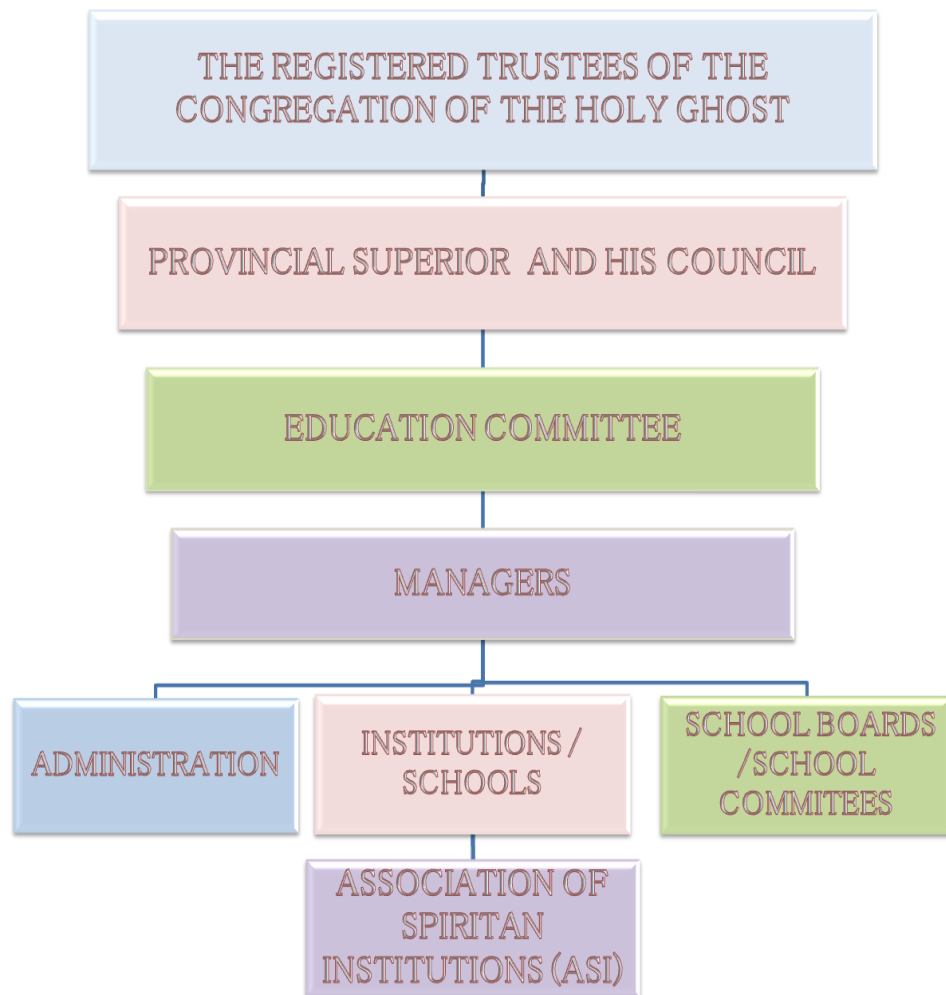 THE REGISTERED TRUSTEES OF THE
CONGREGATION OF THE HOLY GHOST
PROVINCIAL SUPERIOR AND HIS COUNCIL
EDUCATION COMMITTEE
MANAGERS
ADMINISTRATION
INSTITUTIONS /
SCHOOLS
SCHOOL BOARDS
/SCHOOL
COMMITEES
ASSOCIATION OF
SPIRITAN
INSTITUTIONS (ASI)